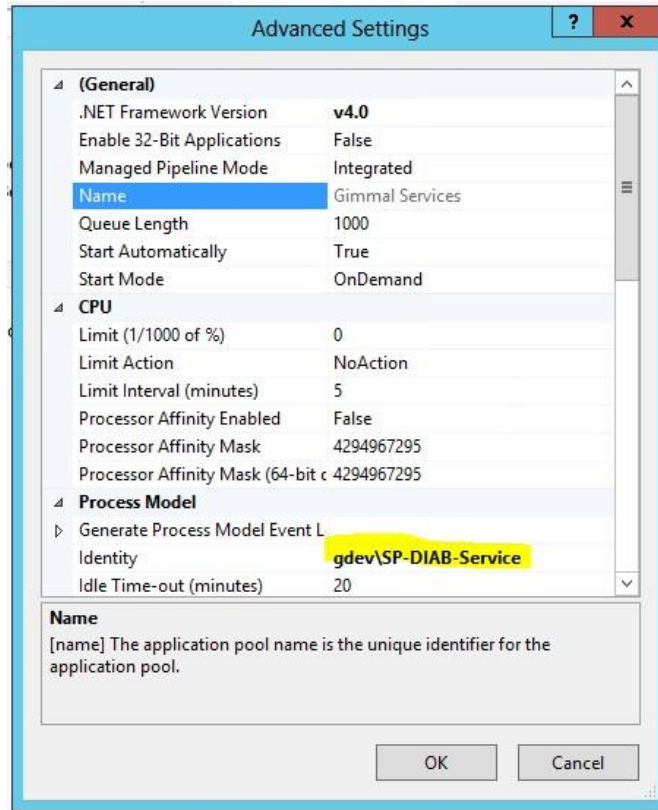 Advanced Settings
?
x
(General)
.NET Framework Version v4.0
Enable 32-Bit Applications False
Managed Pipeline Mode Integrated
Name Gimmal Services
Queue Length 1000
Start Automatically True
Start Mode OnDemand
CPU
Limit (1/1000 of %) 0
Limit Action NoAction
Limit Interval (minutes) 5
Processor Affinity Enabled False
Processor Affinity Mask 4294967295
Processor Affinity Mask (64-bit c 4294967295
Process Model
Generate Process Model Event L
Identity gdev\SP-DIAB-Service
Idle Time-out (minutes) 20
Name
[name] The application pool name is the unique identifier for the
application pool.
OK Cancel